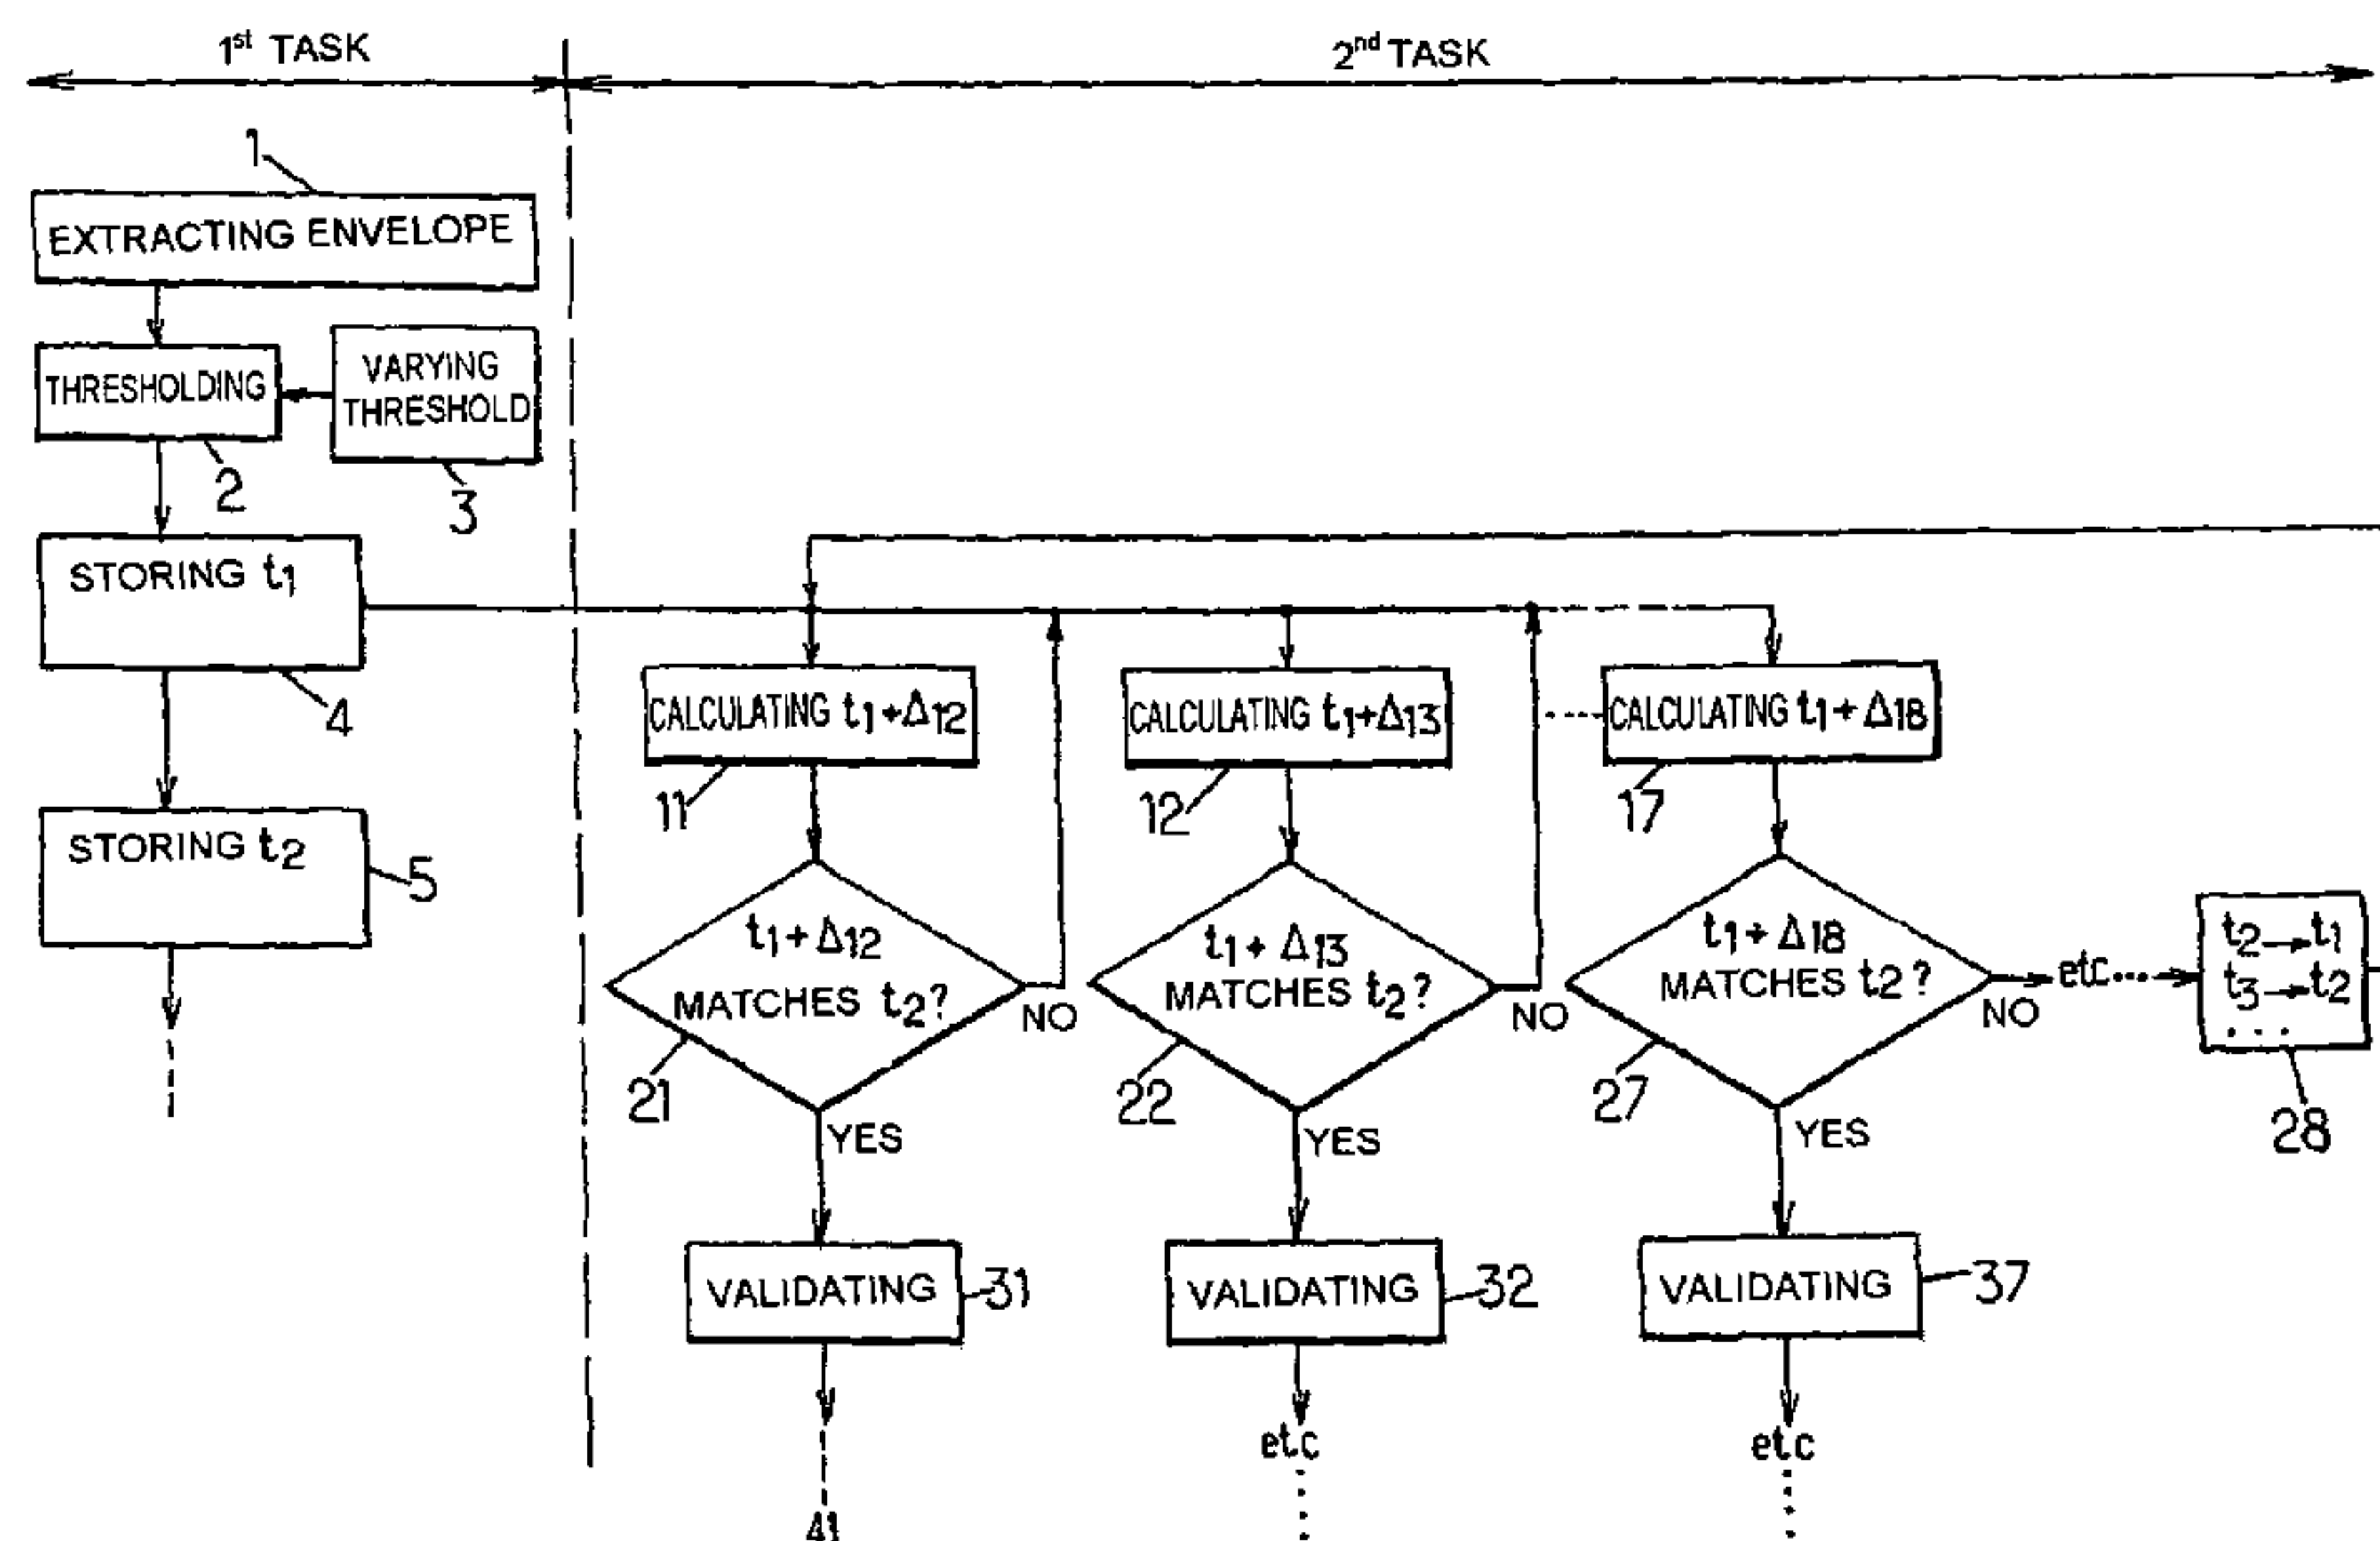 1st TASK
2nd TASK
1
EXTRACTING ENVELOPE
THRESHOLDING
VARYING
THRESHOLD
2
3
STORING t1
4
STORING t2
5
CALCULATING t1+Δ12
11
CALCULATING t1+Δ13
12
CALCULATING t1+Δ18
17
t1+Δ12
MATCHES t2?
NO
21
YES
t1+Δ13
MATCHES t2?
NO
22
YES
t1+Δ18
MATCHES t2?
NO
27
YES
etc...
t2→t1
t3→t2
...
28
VALIDATING
31
VALIDATING
32
VALIDATING
37
etc
etc
41